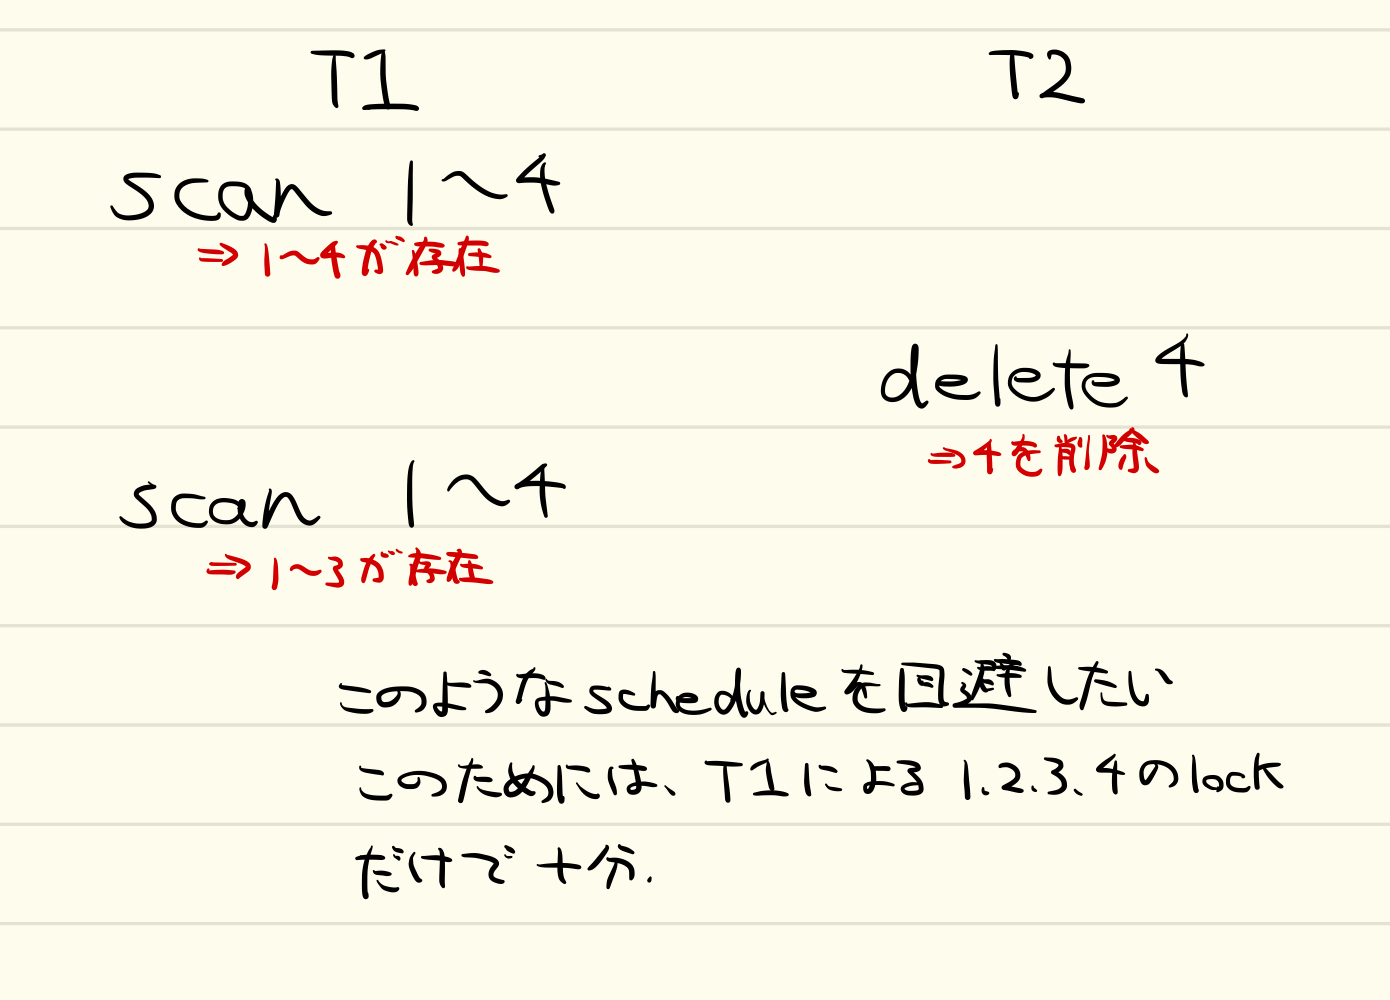 T1 T2
scan 1~4
⇒ 1~4が存在
delete 4
⇒ 4を削除
scan 1~4
⇒ 1~3が存在
このようなscheduleを回避したい
このためには、T1による 1.2.3.4のlock
だけで十分.